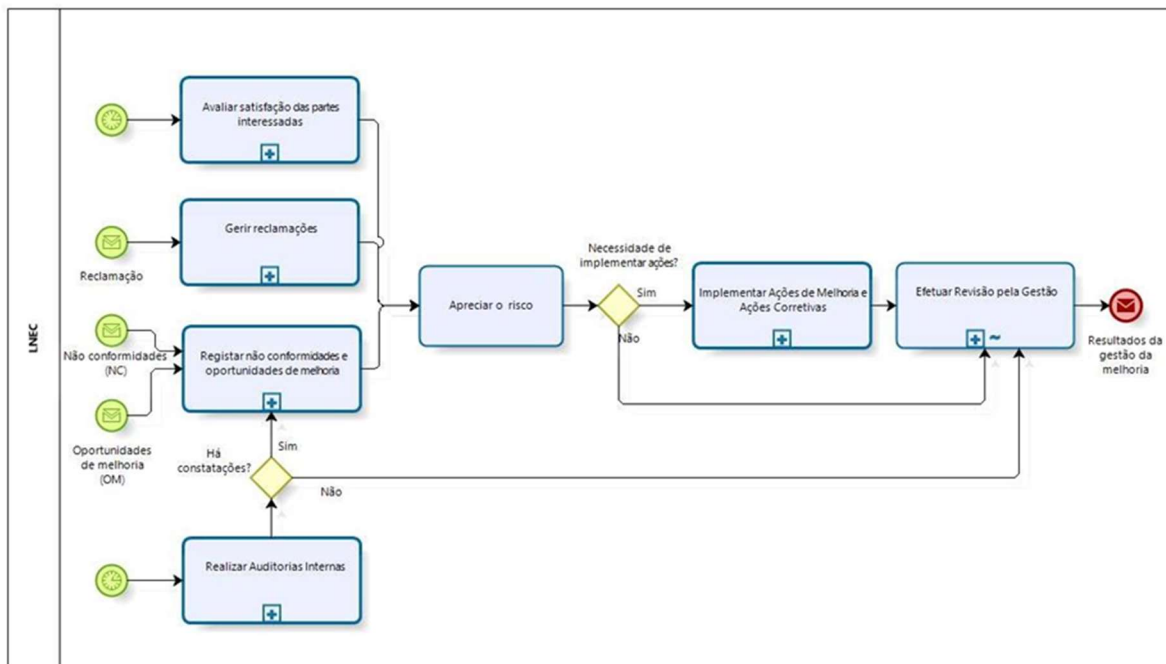 LNEC
Avaliar satisfação das partes
interessadas
Gerir reclamações
Reclamação
Não conformidades
(NC)
Registar não conformidades e
oportunidades de melhoria
Oportunidades
de melhoria
(OM)
Há
constatações?
Sim
Não
Realizar Auditorias Internas
Apreciar o risco
Necessidade de
implementar ações?
Sim
Não
Implementar Ações de Melhoria e
Ações Corretivas
Efetuar Revisão pela Gestão
Resultados da
gestão da
melhoria